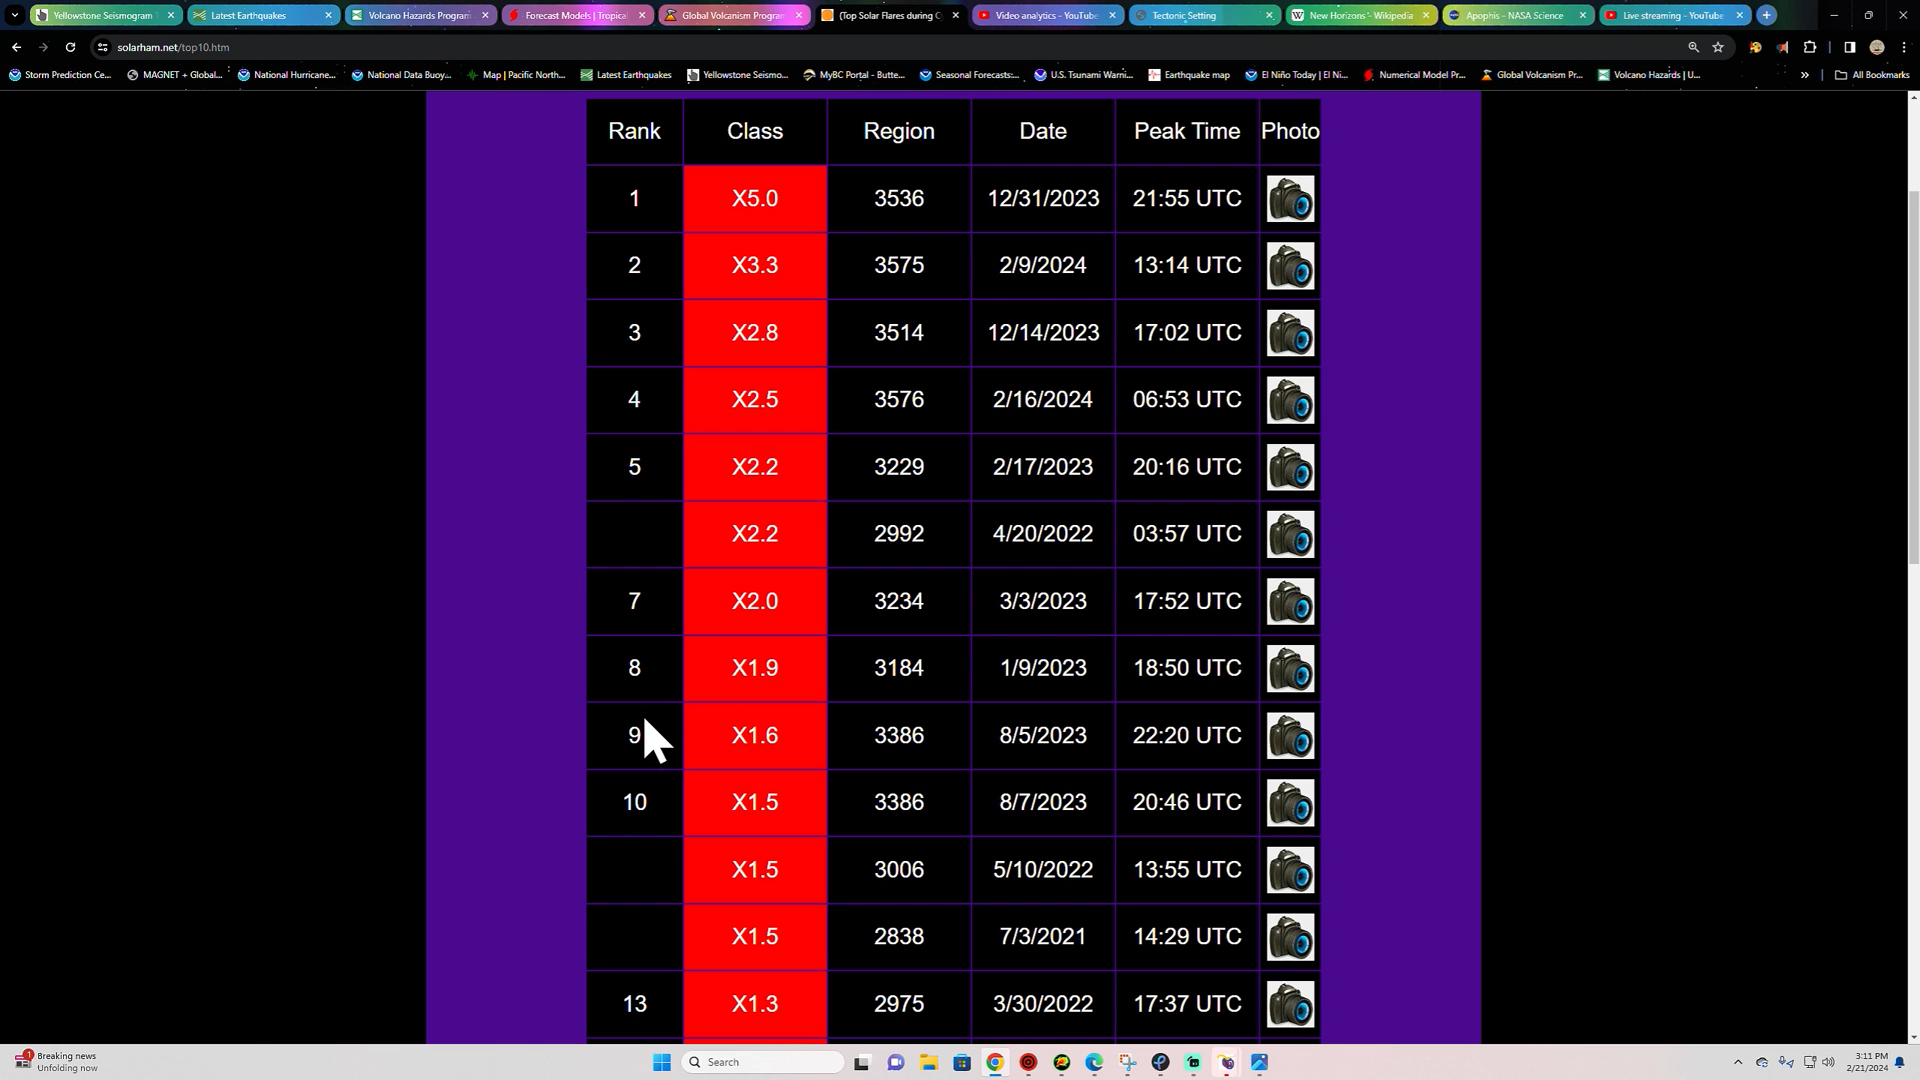 Yellowstone Seismogram T
Latest Earthquakes
Volcano Hazards Program
Forecast Models | Tropical
Global Volcanism Program
(Top Solar Flares during C
Video analytics - YouTube
Tectonic Setting
New Horizons - Wikipedia
Apophis - NASA Science
Live streaming - YouTube
solarham.net/top10.htm
Storm Prediction Ce...
MAGNET + Global...
National Hurricane...
National Data Buoy...
Map | Pacific North...
Latest Earthquakes
Yellowstone Seismo...
MyBC Portal - Butte...
Seasonal Forecasts:...
U.S. Tsunami Warni...
Earthquake map
El Niño Today | El Ni...
Numerical Model Pr...
Global Volcanism Pr...
Volcano Hazards | U...
»
All Bookmarks
Rank Class Region Date Peak Time Photo
1 X5.0 3536 12/31/2023 21:55 UTC
2 X3.3 3575 2/9/2024 13:14 UTC
3 X2.8 3514 12/14/2023 17:02 UTC
4 X2.5 3576 2/16/2024 06:53 UTC
5 X2.2 3229 2/17/2023 20:16 UTC
X2.2 2992 4/20/2022 03:57 UTC
7 X2.0 3234 3/3/2023 17:52 UTC
8 X1.9 3184 1/9/2023 18:50 UTC
9 X1.6 3386 8/5/2023 22:20 UTC
10 X1.5 3386 8/7/2023 20:46 UTC
X1.5 3006 5/10/2022 13:55 UTC
X1.5 2838 7/3/2021 14:29 UTC
13 X1.3 2975 3/30/2022 17:37 UTC
1
Breaking news
Unfolding now
Search
3:11 PM
2/21/2024